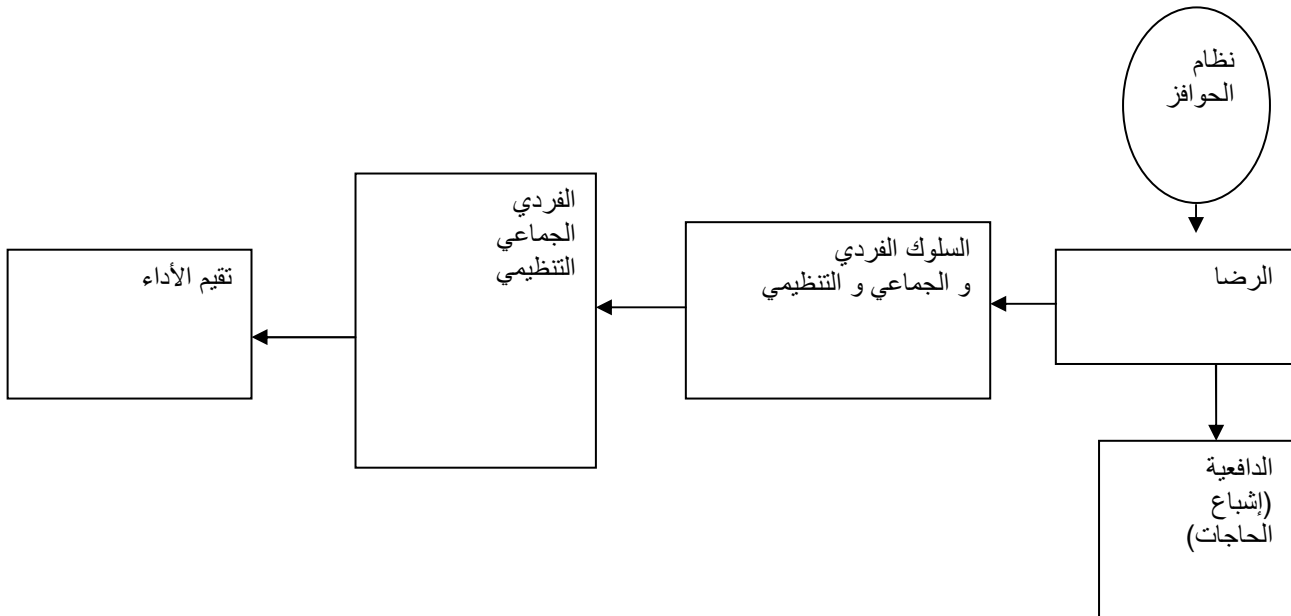 نظام
الحوافز
الرضا
السلوك الفردي
و الجماعي و التنظيمي
الفردي
الجماعي
التنظيمي
تقيم الأداء
الدافعية
(إشباع
الحاجات)